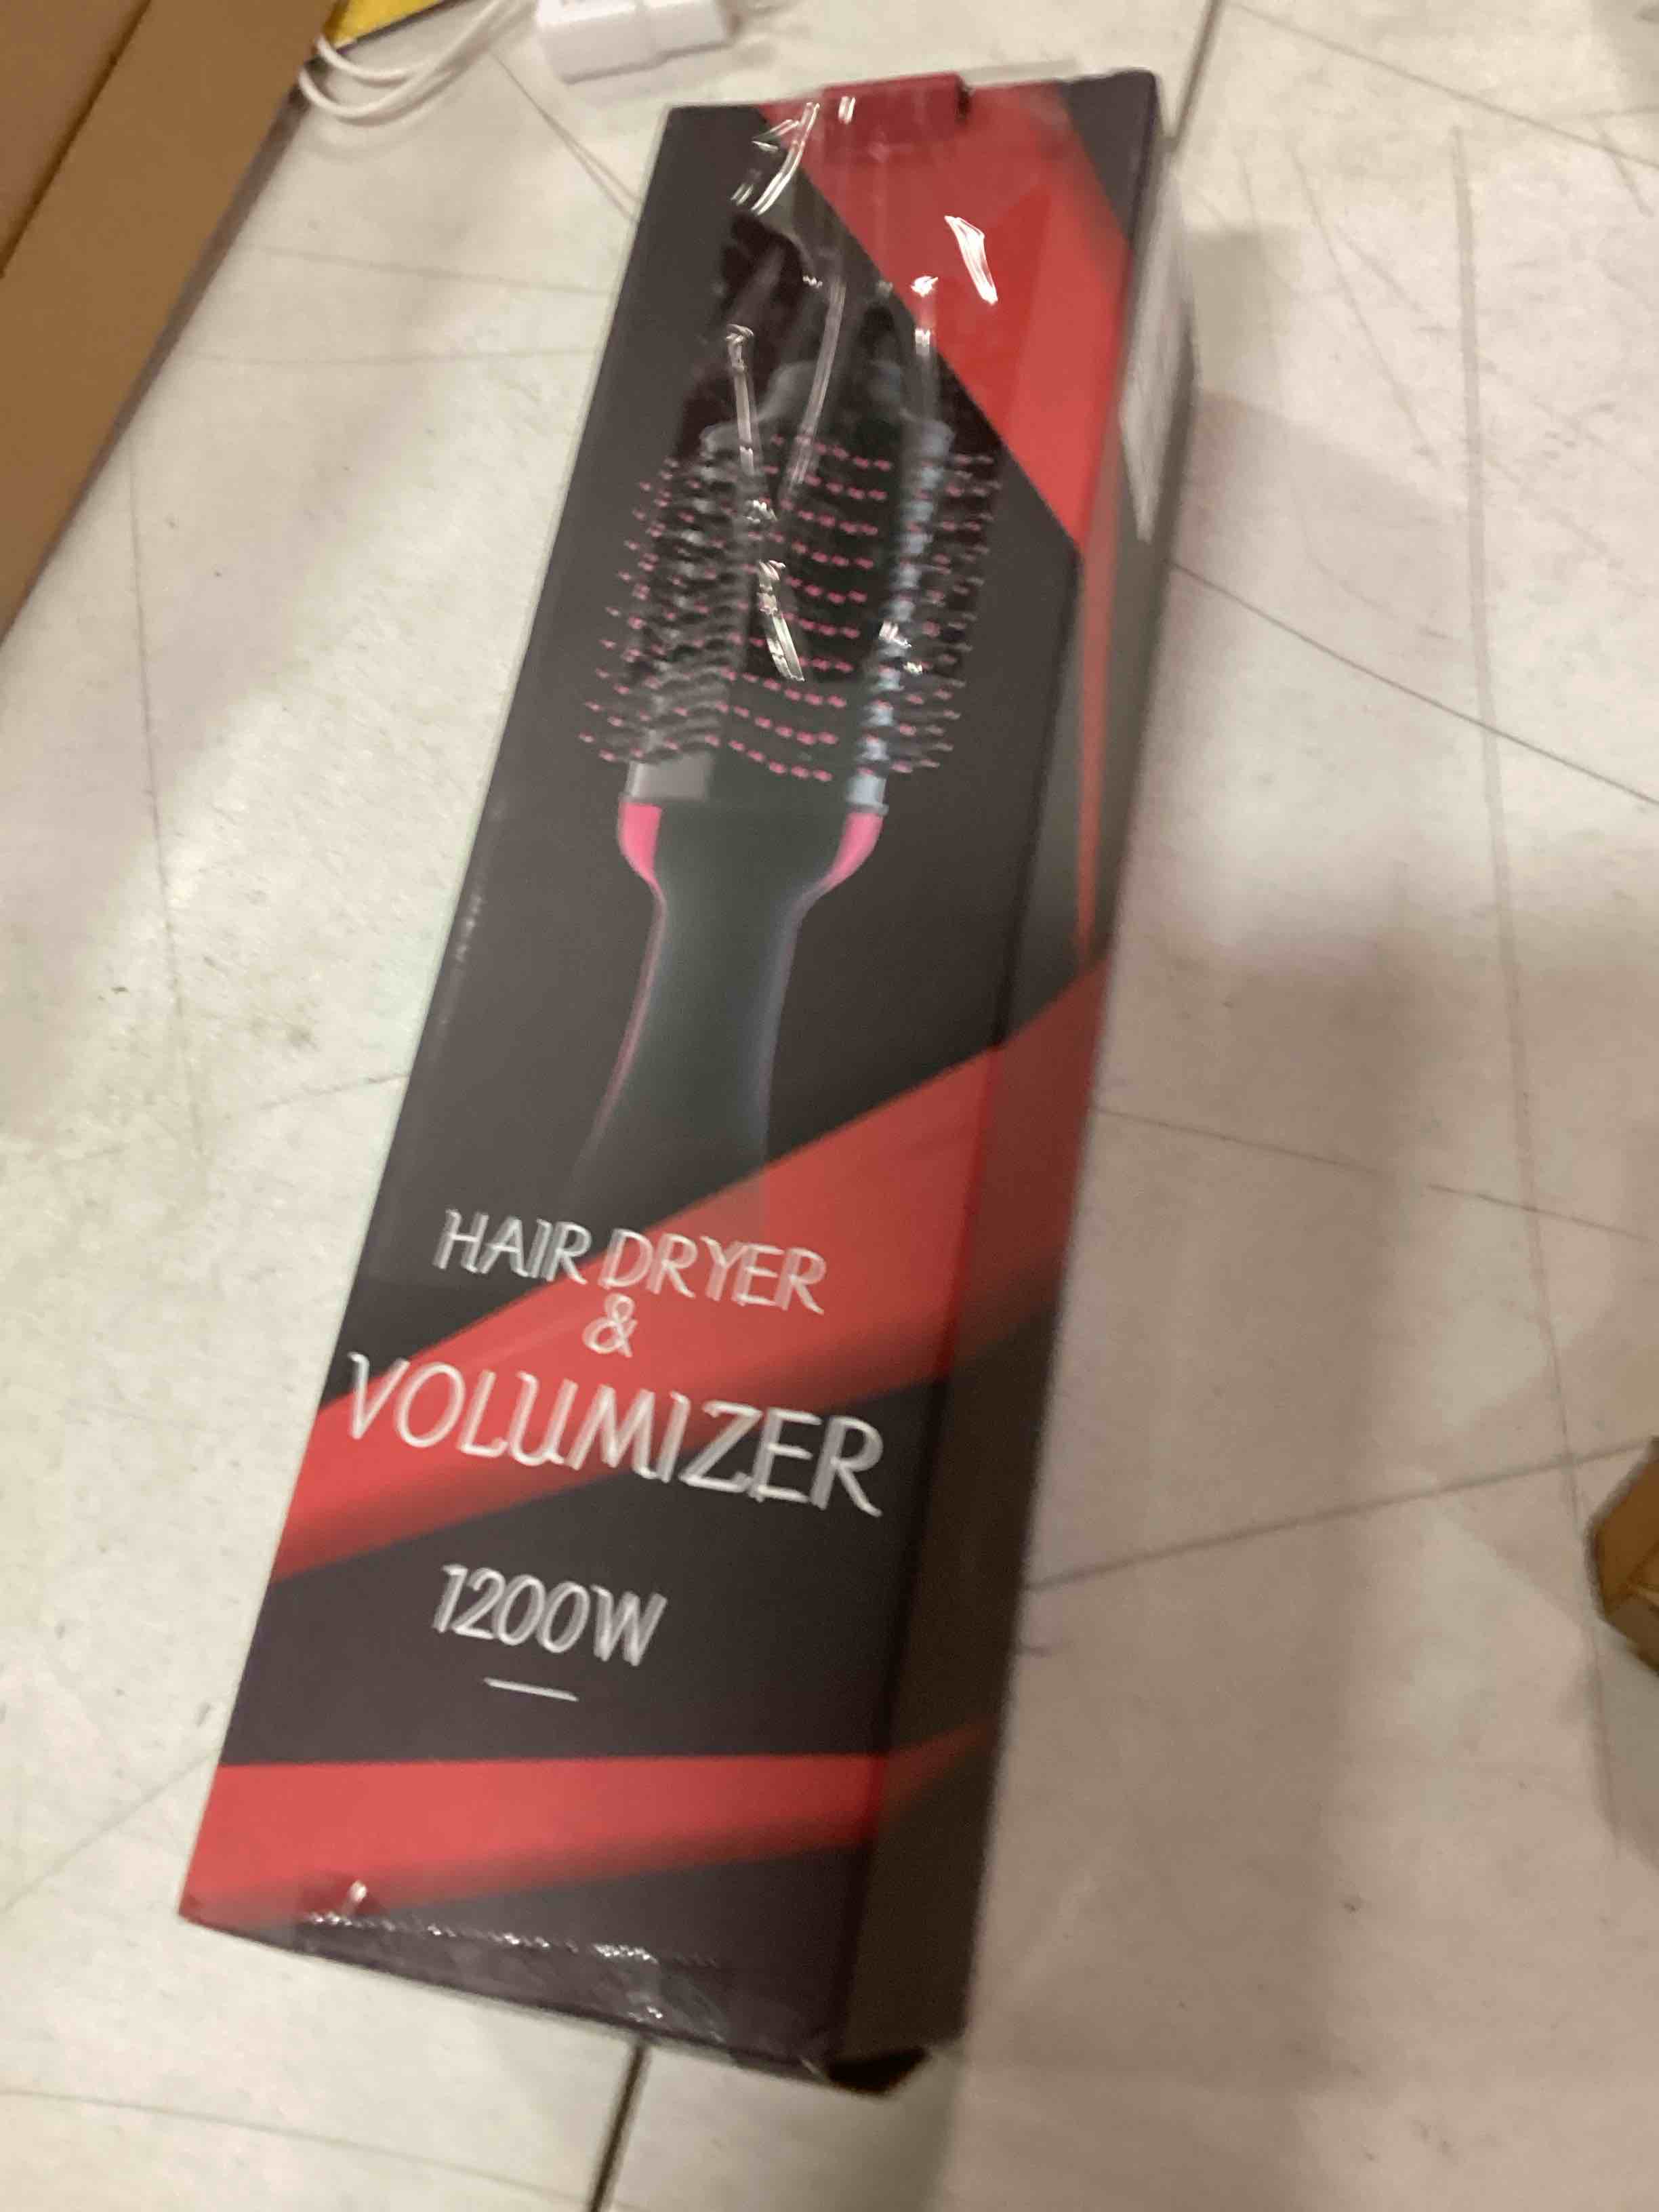 HAIR DRYER
&
VOLUMIZER
1200W